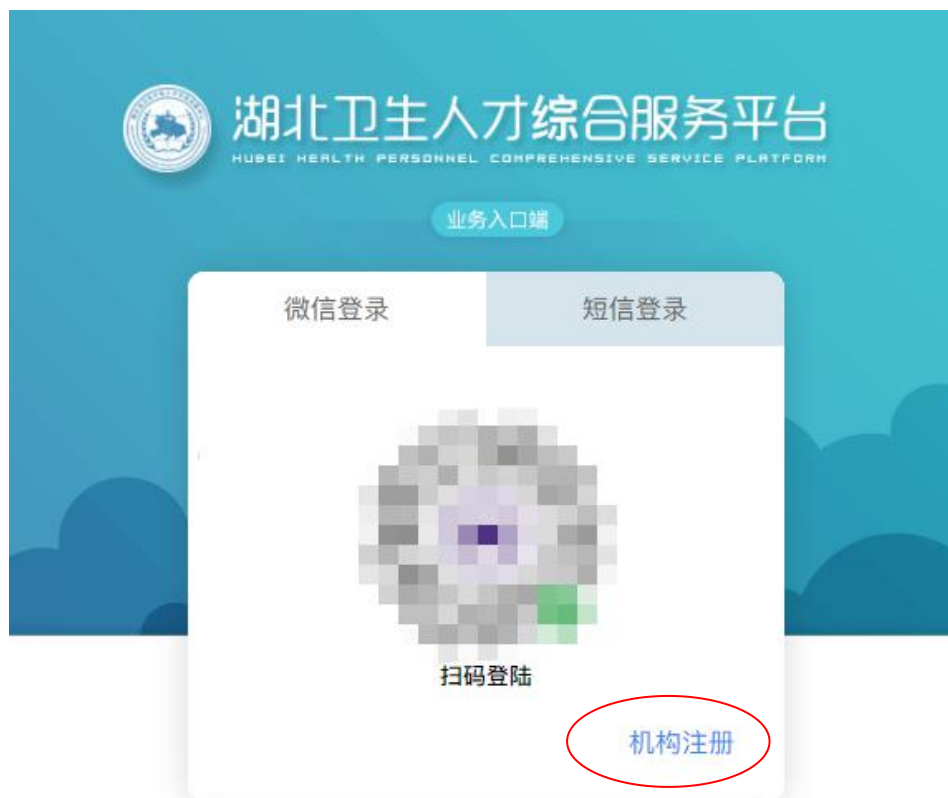 湖北卫生人才综合服务平台
HUBEI HEALTH PERSONNEL COMPREHENSIVE SERVICE PLATFORM
业务入口端
微信登录 短信登录
扫码登陆
机构注册